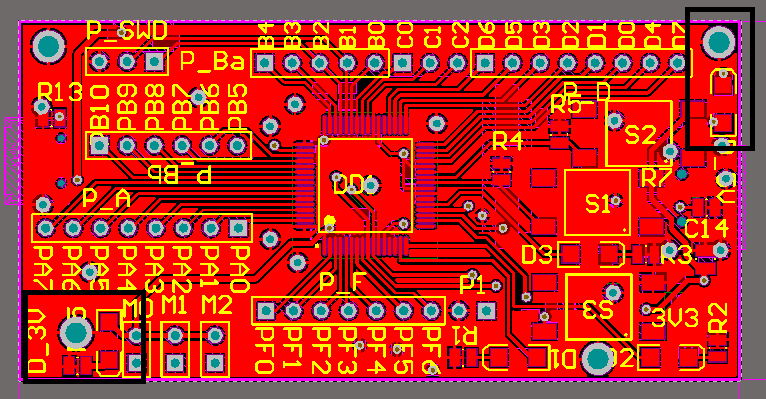 P_SWD
P_Ba
B4
B3
B2
B1
B0
C0
C1
C2
D6
D5
D3
D2
D1
D0
D4
D7
R13
PB10
PB9
PB8
PB7
PB6
PB5
P_D
R5
S2
R4
P_Bb
DD1
R7
P_A
S1
C14
D3
R3
PA7
PA6
PA5
PA4
PA3
PA2
PA1
PA0
P_F
P1
S3
3V3
M0
M1
M2
D_3V
R1
R2
PF0
PF1
PF2
PF3
PF4
PF5
PF6
D1